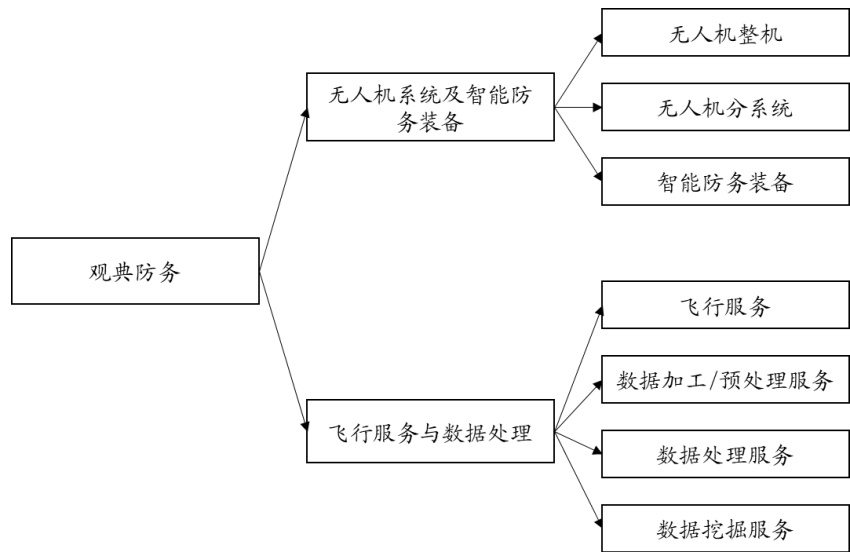 观典防务
无人机系统及智能防
务装备
无人机整机
无人机分系统
智能防务装备
飞行服务与数据处理
飞行服务
数据加工/预处理服务
数据处理服务
数据挖掘服务